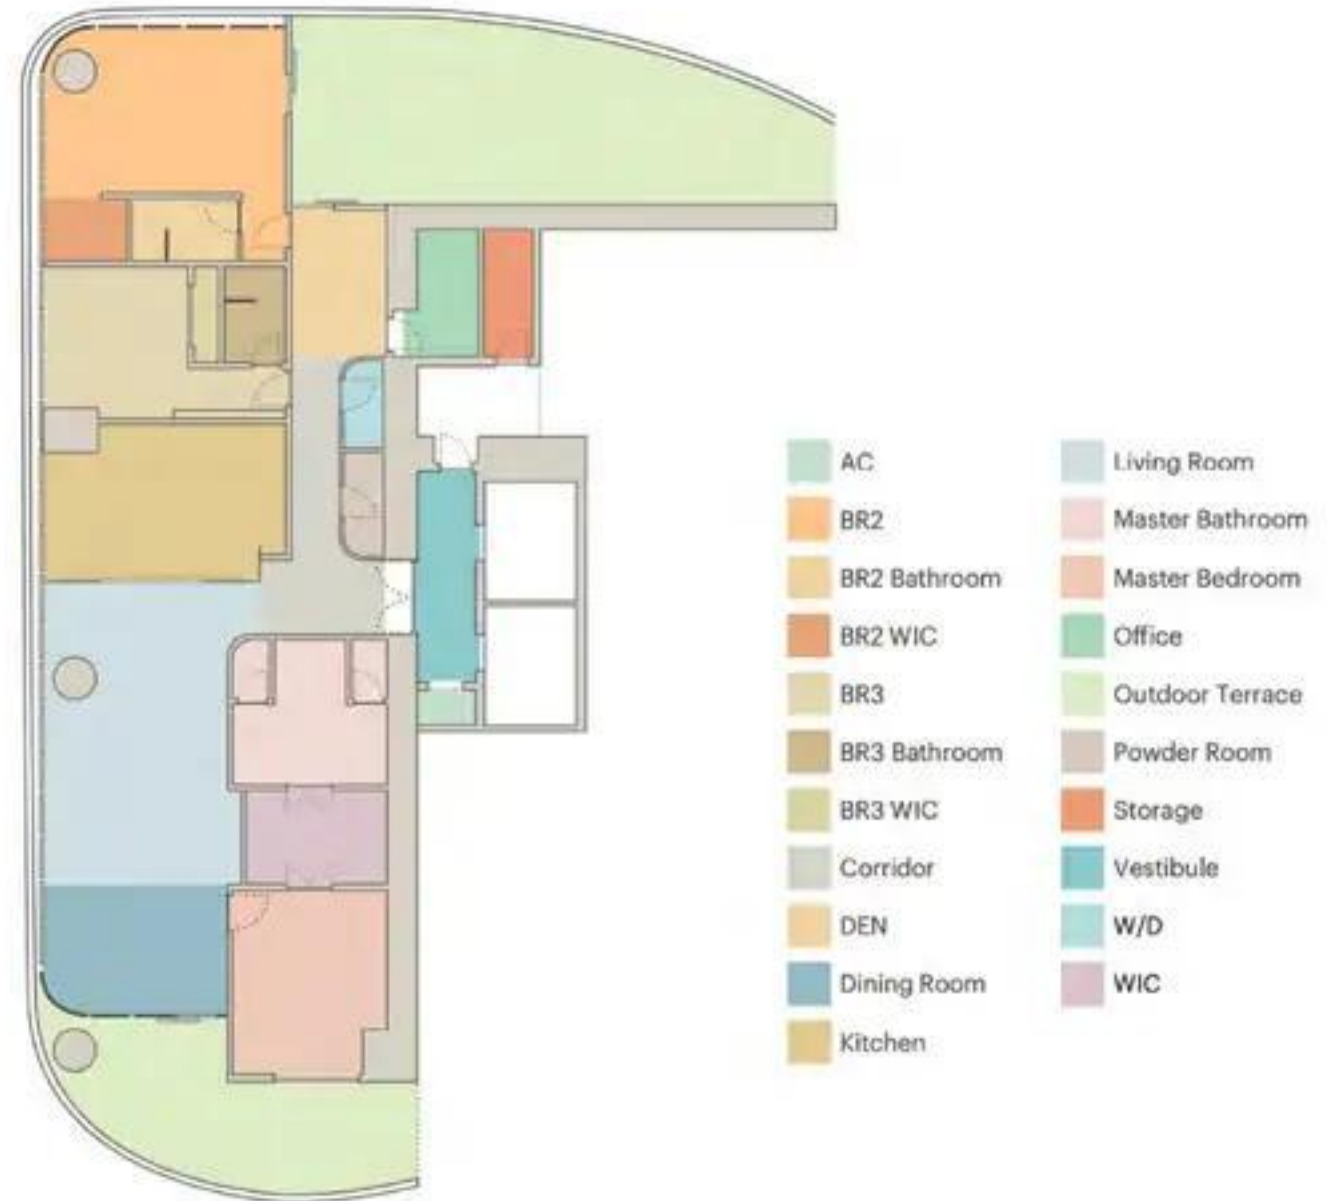 AC
BR2
BR2 Bathroom
BR2 WIC
BR3
BR3 Bathroom
BR3 WIC
Corridor
DEN
Dining Room
Kitchen
Living Room
Master Bathroom
Master Bedroom
Office
Outdoor Terrace
Powder Room
Storage
Vestibule
W/D
WIC